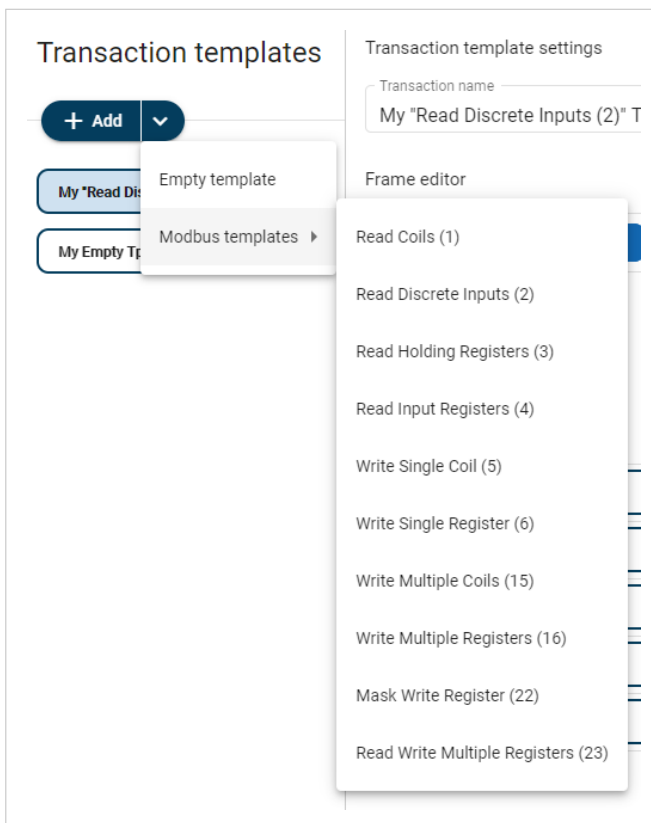 Transaction templates
+ Add
My "Read Dis
My Empty Tp
Empty template
Modbus templates
Transaction template settings
Transaction name
My "Read Discrete Inputs (2)" T
Frame editor
Read Coils (1)
Read Discrete Inputs (2)
Read Holding Registers (3)
Read Input Registers (4)
Write Single Coil (5)
Write Single Register (6)
Write Multiple Coils (15)
Write Multiple Registers (16)
Mask Write Register (22)
Read Write Multiple Registers (23)